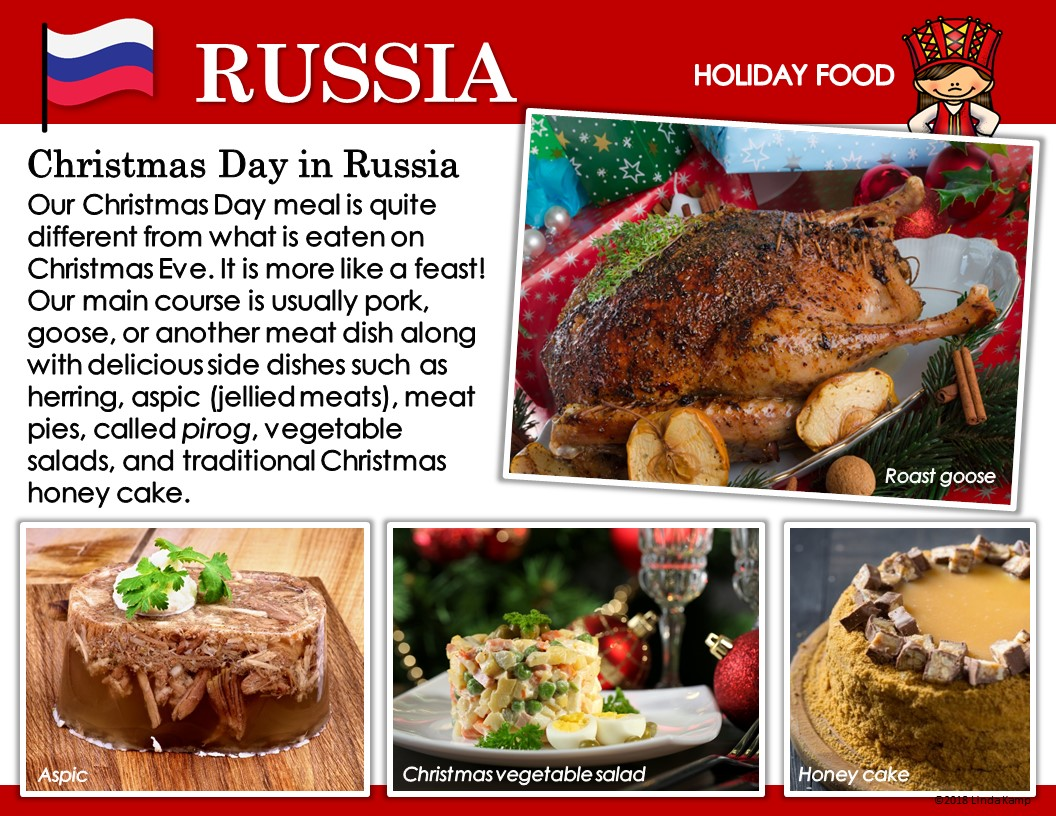 RUSSIA
HOLIDAY FOOD
Christmas Day in Russia
Our Christmas Day meal is quite
different from what is eaten on
Christmas Eve. It is more like a feast!
Our main course is usually pork,
goose, or another meat dish along
with delicious side dishes such as
herring, aspic (jellied meats), meat
pies, called pirog, vegetable
salads, and traditional Christmas
honey cake.
Roast goose
Aspic
Christmas vegetable salad
Honey cake
©2018 Linda Kamp